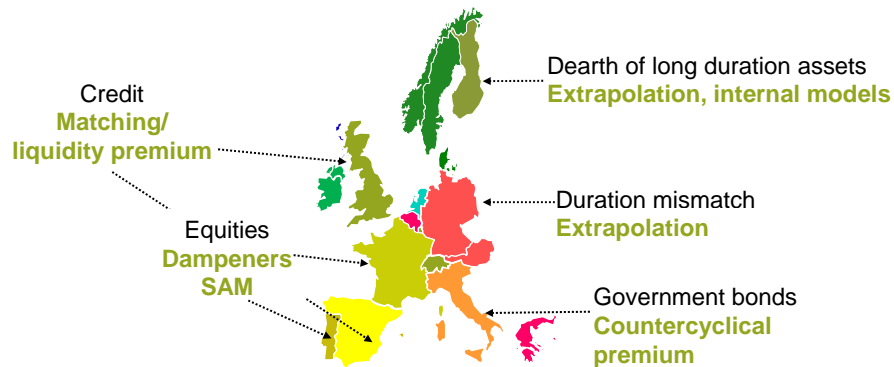 Dearth of long duration assets
Extrapolation, internal models
Credit
Matching/
liquidity premium
Duration mismatch
Extrapolation
Equities
Dampeners
SAM
Government bonds
Countercyclical
premium